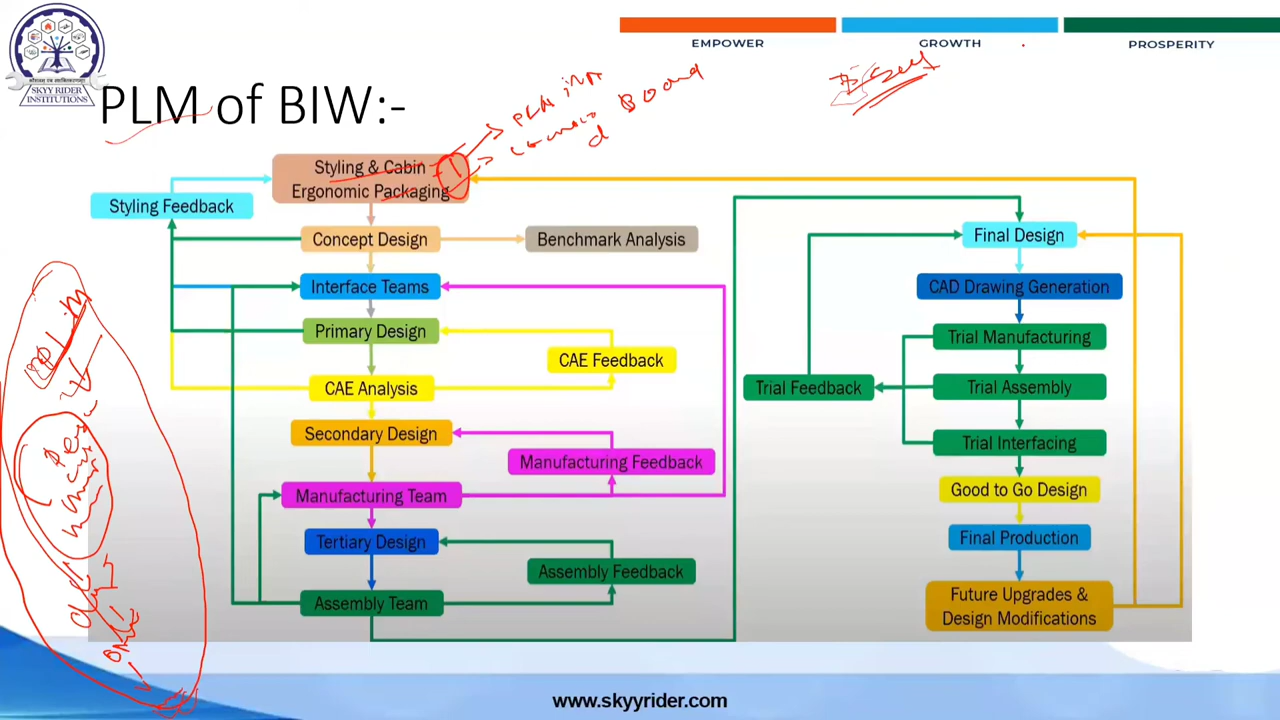 EMPOWER
GROWTH
PROSPERITY
SKYY RIDER
INSTITUTIONS
PLM of BIW:-
Styling & Cabin
Ergonomic Packaging
Styling Feedback
Concept Design
Benchmark Analysis
Interface Teams
Primary Design
CAE Feedback
CAE Analysis
Secondary Design
Manufacturing Feedback
Manufacturing Team
Tertiary Design
Assembly Feedback
Assembly Team
Final Design
CAD Drawing Generation
Trial Manufacturing
Trial Feedback
Trial Assembly
Trial Interfacing
Good to Go Design
Final Production
Future Upgrades &
Design Modifications
PLM
Board
www.skyyrider.com